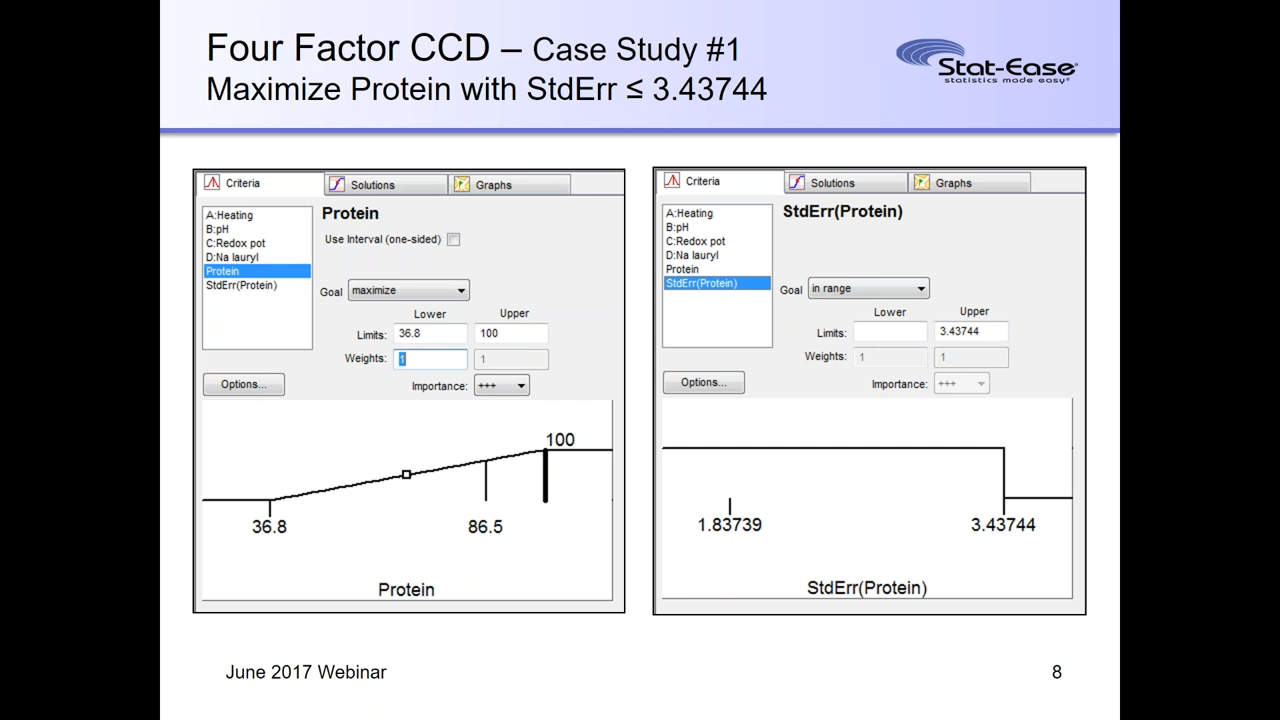 Four Factor CCD – Case Study #1
Maximize Protein with StdErr ≤ 3.43744
Stat-Ease®
statistics made easy®
Criteria
Solutions
Graphs
A:Heating
B:pH
C:Redox pot
D:Na lauryl
Protein
StdErr(Protein)
Protein
Use Interval (one-sided)
Goal maximize
Lower Upper
Limits: 36.8 100
Weights: 1 1
Options...
Importance: +++
100
36.8 86.5
Protein
Criteria
Solutions
Graphs
A:Heating
B:pH
C:Redox pot
D:Na lauryl
Protein
StdErr(Protein)
StdErr(Protein)
Goal in range
Lower Upper
Limits: 3.43744
Weights: 1 1
Options...
Importance: +++
1.83739 3.43744
StdErr(Protein)
June 2017 Webinar
8